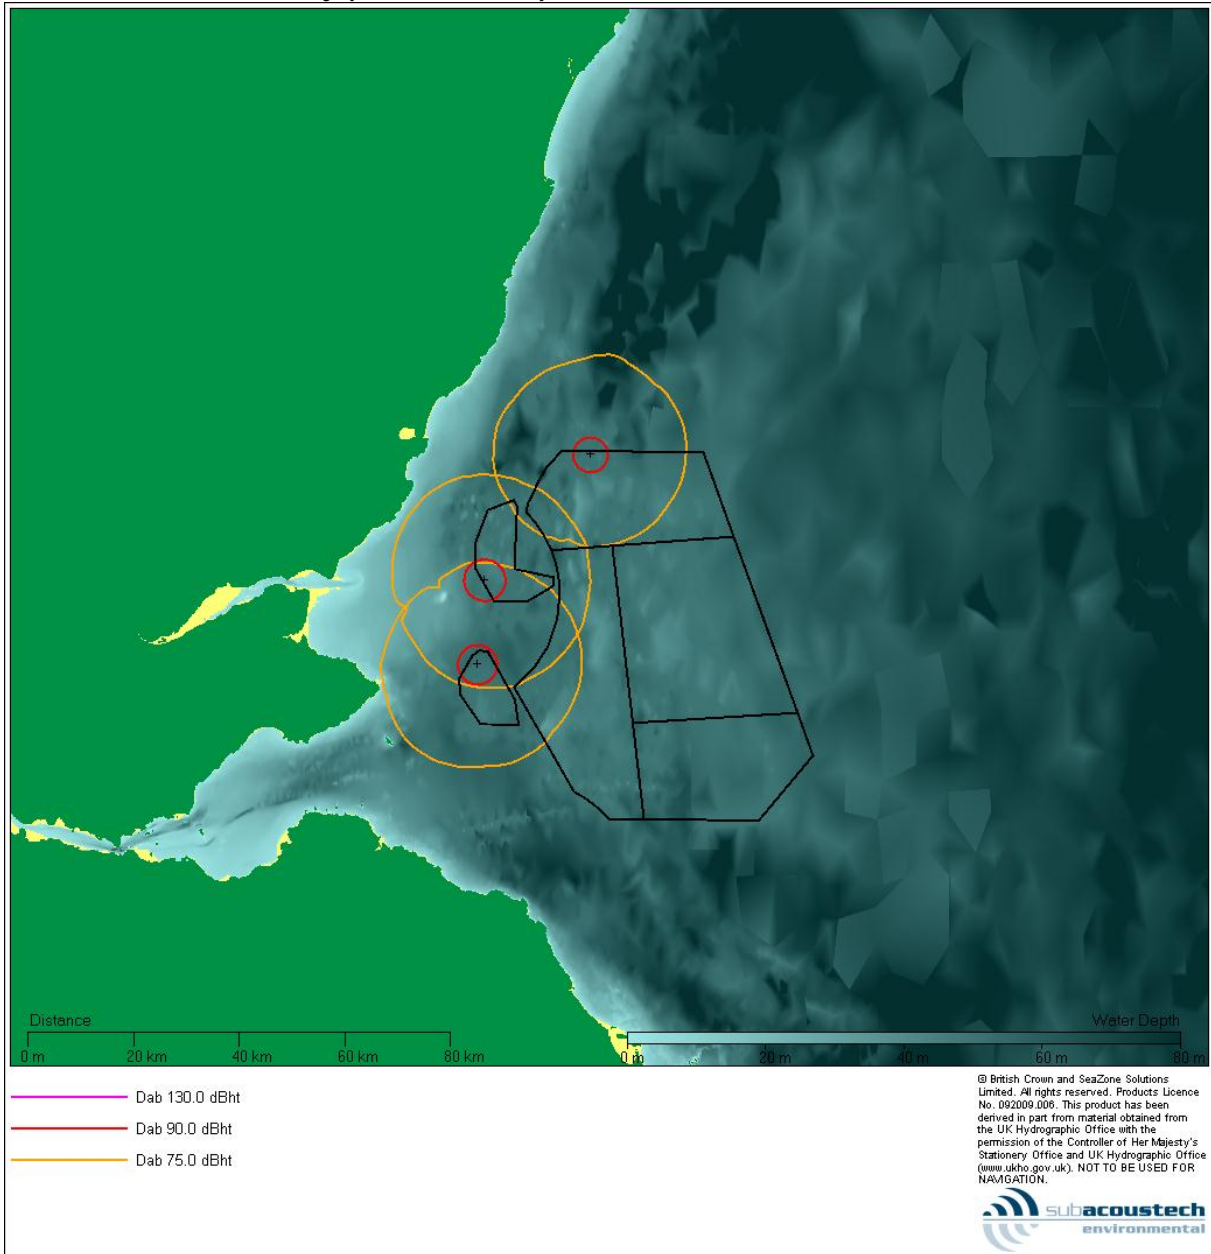 Distance
Water Depth
0 m 20 km 40 km 60 km 80 km
0 m 20 m 40 m 60 m 80 m
Dab 130.0 dBht
Dab 90.0 dBht
Dab 75.0 dBht
© British Crown and SeaZone Solutions
Limited. All rights reserved. Products Licence
No. 092009.006. This product has been
derived in part from material obtained from
the UK Hydrographic Office with the
permission of the Controller of Her Majesty's
Stationery Office and UK Hydrographic Office
(www.ukho.gov.uk). NOT TO BE USED FOR
NAVIGATION.
subacoustech
environmental